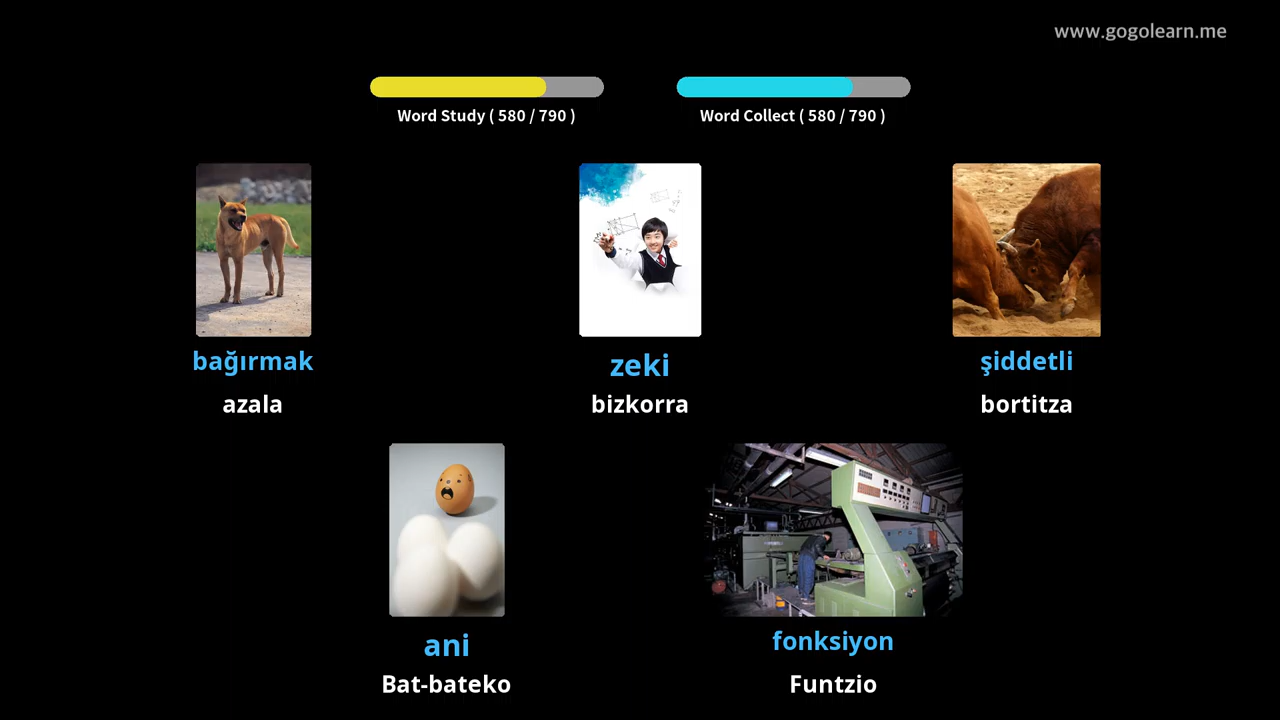 www.gogolearn.me
Word Study ( 580 / 790 )
Word Collect ( 580 / 790 )
bağırmak
azala
zeki
bizkorra
şiddetli
bortitza
ani
Bat-bateko
fonksiyon
Funtzio